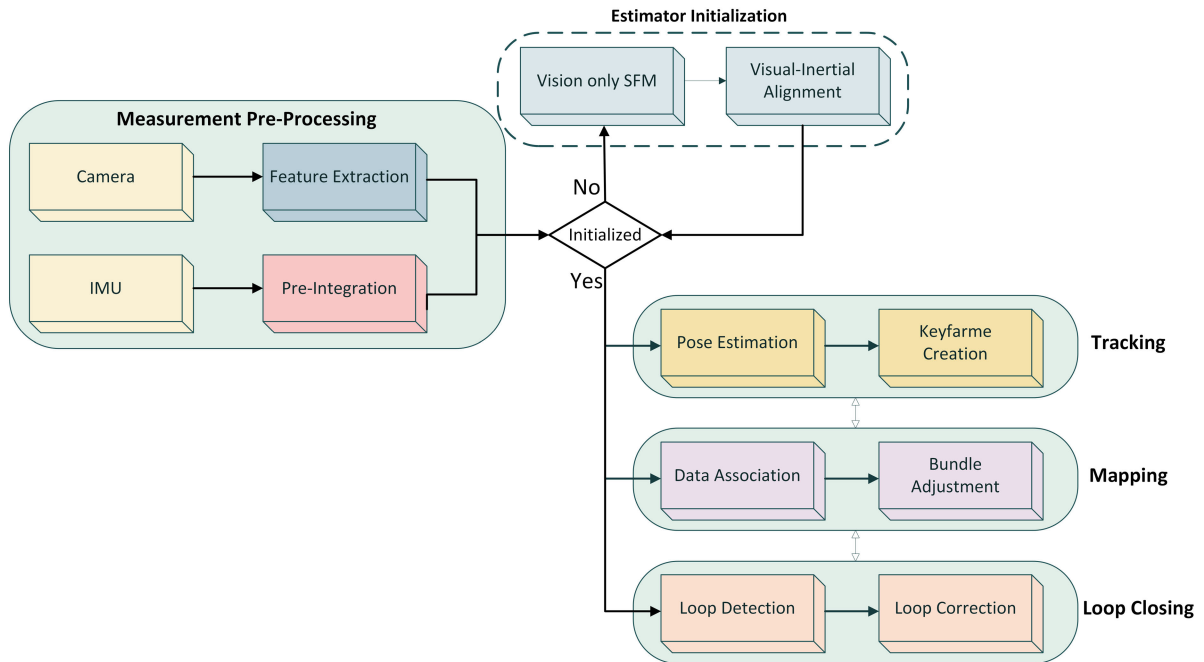 Estimator Initialization
Vision only SFM
Visual-Inertial
Alignment
Measurement Pre-Processing
Camera
Feature Extraction
IMU
Pre-Integration
No
Initialized
Yes
Pose Estimation
Keyfarme
Creation
Tracking
Data Association
Bundle
Adjustment
Mapping
Loop Detection
Loop Correction
Loop Closing